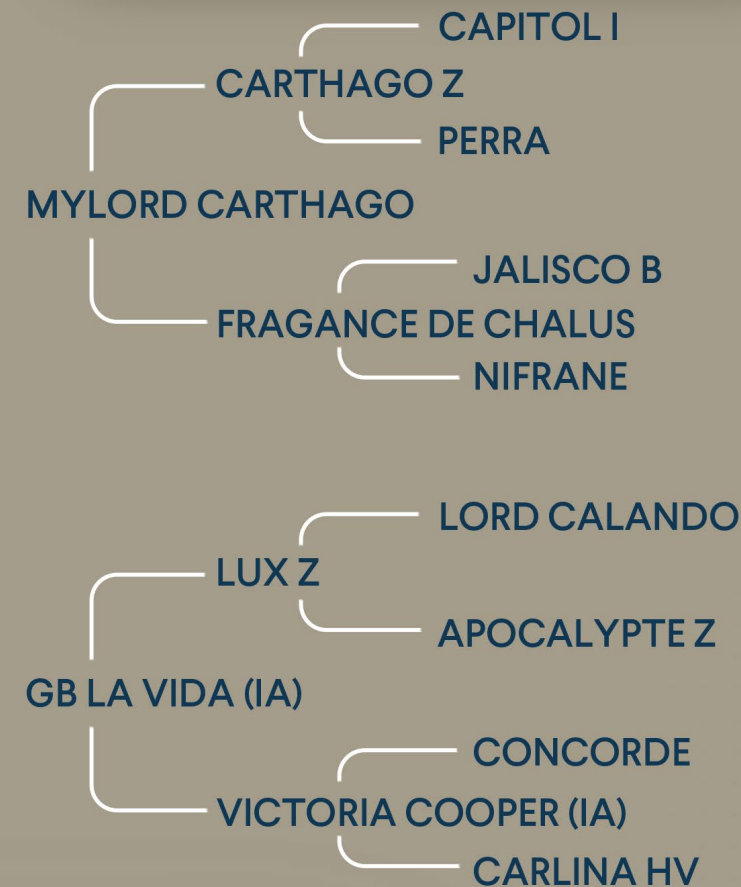 CAPITOL I
CARTHAGO Z
PERRA
MYLORD CARTHAGO
JALISCO B
FRAGANCE DE CHALUS
NIFRANE
LORD CALANDO
LUX Z
APOCALYPTE Z
GB LA VIDA (IA)
CONCORDE
VICTORIA COOPER (IA)
CARLINA HV